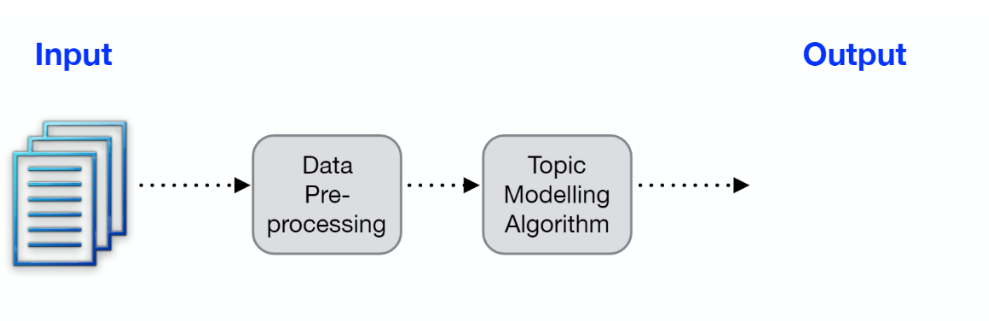 Input
Output
Data
Pre-
processing
Topic
Modelling
Algorithm